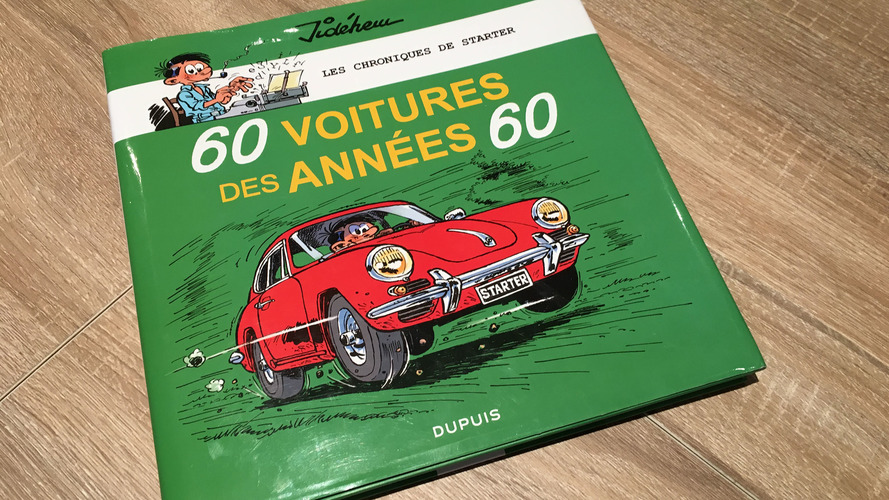 Jidéhem
LES CHRONIQUES DE STARTER
60 VOITURES
DES ANNÉES 60
STARTER
DUPUIS